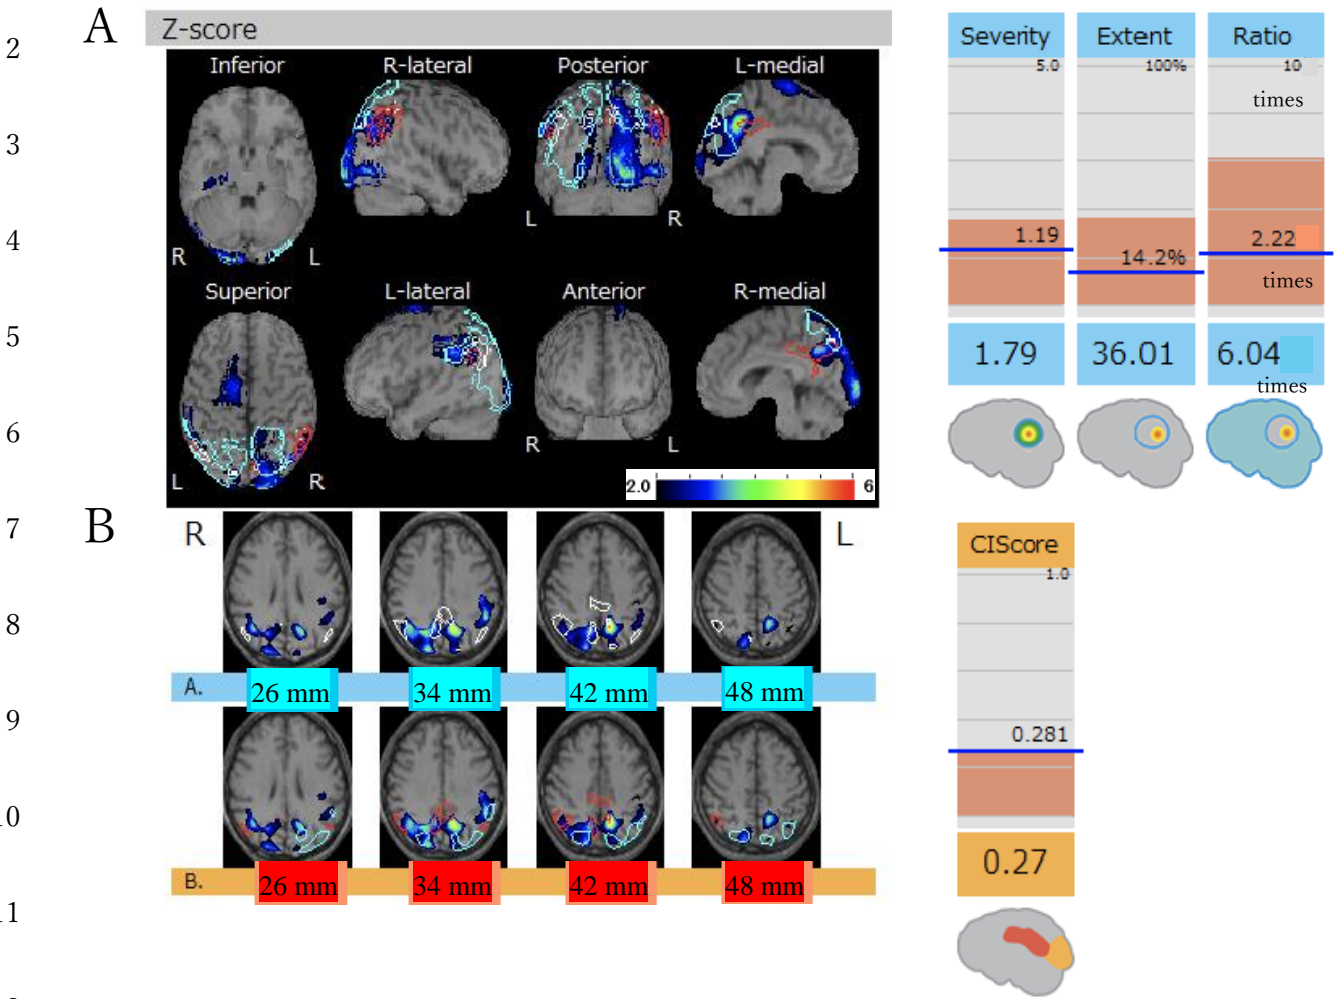 A
Z-score
2
3
4
5
6
7
8
9
10
11
Inferior
R-lateral
Posterior
L-medial
R
L
L
R
Superior
L-lateral
Anterior
R-medial
L
R
R
L
2.0
6
Severity
Extent
Ratio
5.0
100%
10
times
1.19
14.2%
2.22
times
1.79
36.01
6.04
times
B
R
L
A.
26 mm
34 mm
42 mm
48 mm
B.
26 mm
34 mm
42 mm
48 mm
CIScore
1.0
0.281
0.27